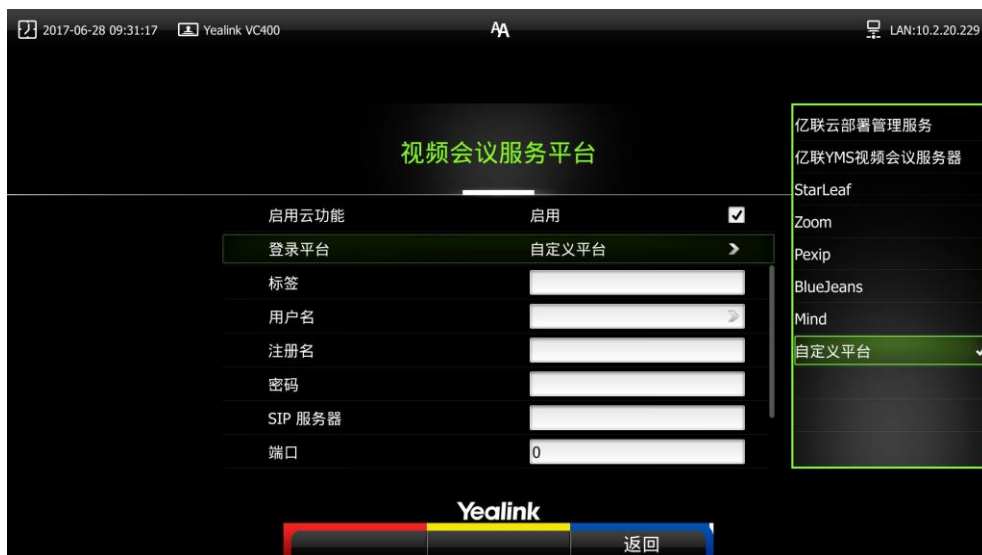 2017-06-28 09:31:17 Yealink VC400 AA LAN:10.2.20.229
视频会议服务平台
启用云功能 启用
登录平台 自定义平台
标签
用户名
注册名
密码
SIP 服务器
端口 0
亿联云部署管理服务
亿联YMS视频会议服务器
StarLeaf
Zoom
Pexip
BlueJeans
Mind
自定义平台
Yealink
返回